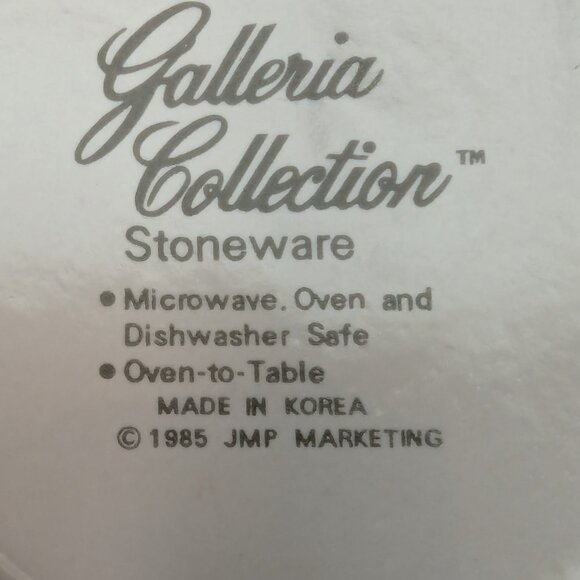 Galleria
Collection™
Stoneware
• Microwave. Oven and
Dishwasher Safe
• Oven-to-Table
MADE IN KOREA
© 1985 JMP MARKETING